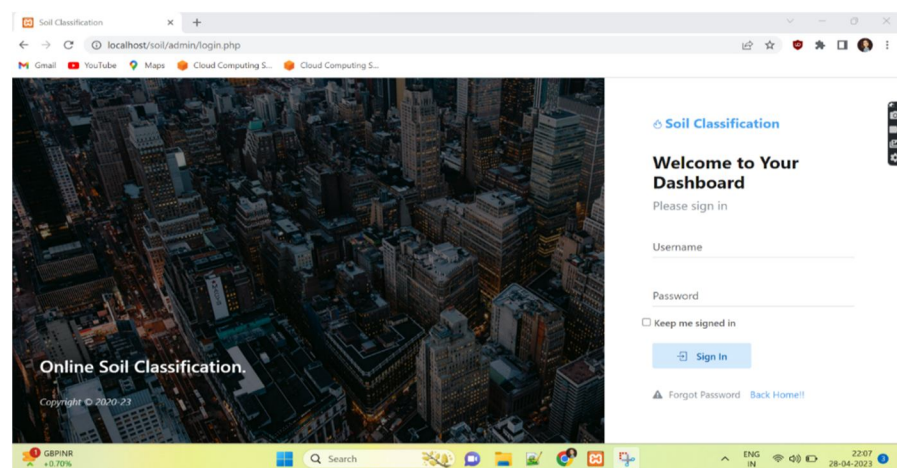 Soil Classification
localhost/soil/admin/login.php
Gmail YouTube Maps Cloud Computing S... Cloud Computing S...
Soil Classification
Welcome to Your
Dashboard
Please sign in
Username
Password
Keep me signed in
Sign In
Forgot Password Back Home!!
Online Soil Classification.
Copyright © 2020-23
1
GBPINR
+0.70%
Search
ENG
IN
22:07
28-04-2023